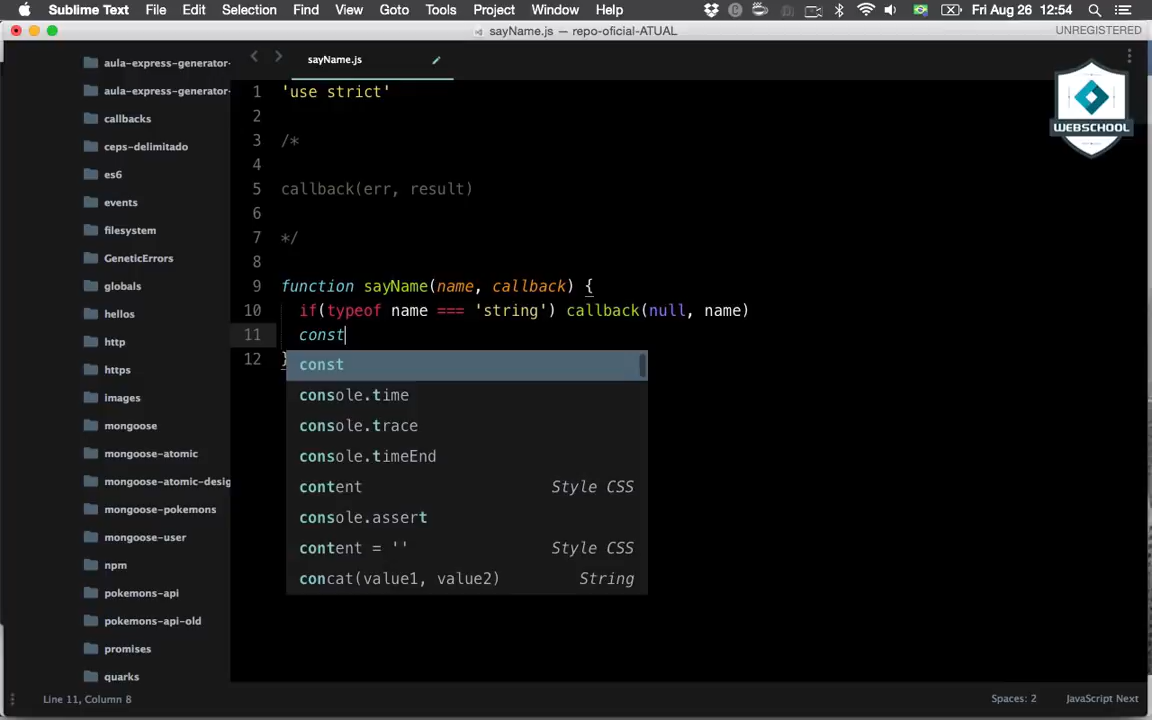 Sublime Text File Edit Selection Find View Goto Tools Project Window Help Fri Aug 26 12:54
sayName.js — repo-oficial-ATUAL UNREGISTERED
sayName.js
aula-express-generator-
aula-express-generator-
callbacks
ceps-delimitado
es6
events
filesystem
GeneticErrors
globals
hellos
http
https
images
mongoose
mongoose-atomic
mongoose-atomic-desig
mongoose-pokemons
mongoose-user
npm
pokemons-api
pokemons-api-old
promises
quarks
1 'use strict'
2
3 /*
4
5 callback(err, result)
6
7 */
8
9 function sayName(name, callback) {
10 if(typeof name === 'string') callback(null, name)
11 const
12 }
const
console.time
console.trace
console.timeEnd
content Style CSS
console.assert
content = '' Style CSS
concat(value1, value2) String
WEBSCHOOL
Line 11, Column 8 Spaces: 2 JavaScript Next